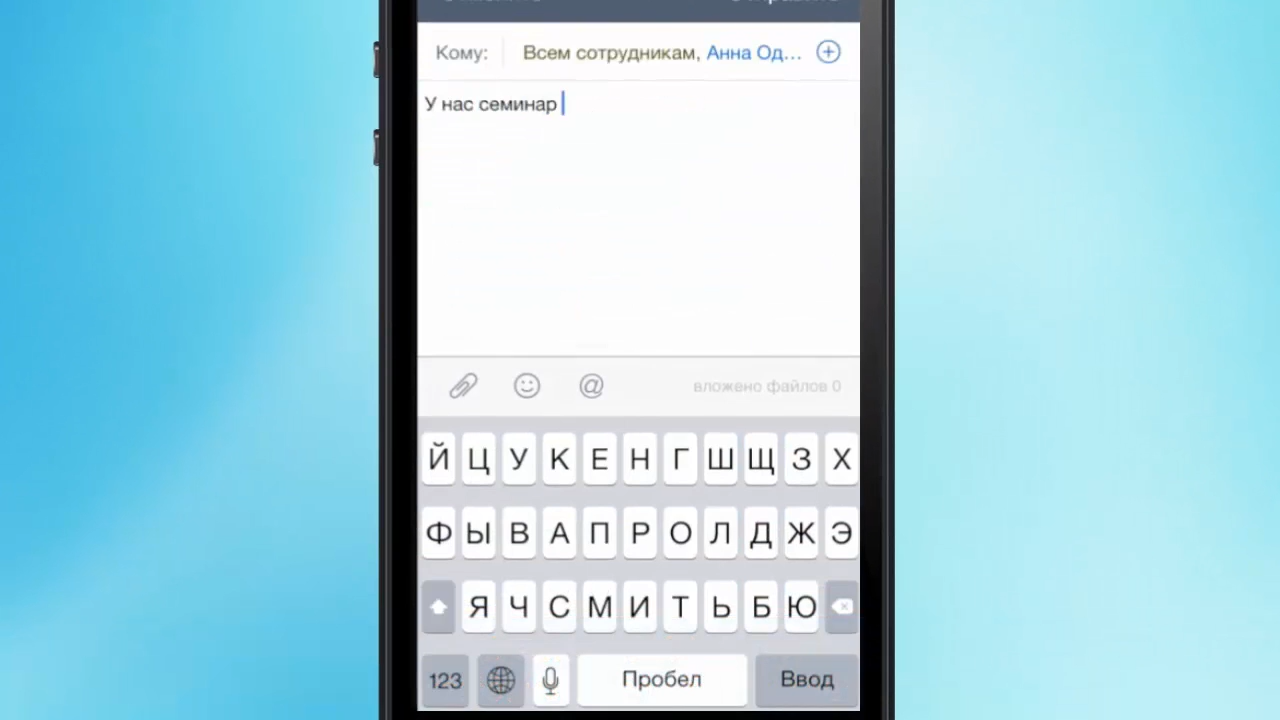 Кому: Всем сотрудникам, Анна Од...
У нас семинар
@ вложено файлов 0
Й Ц У К Е Н Г Ш Щ З Х
Ф Ы В А П Р О Л Д Ж Э
Я Ч С М И Т Ь Б Ю
123 Пробел Ввод